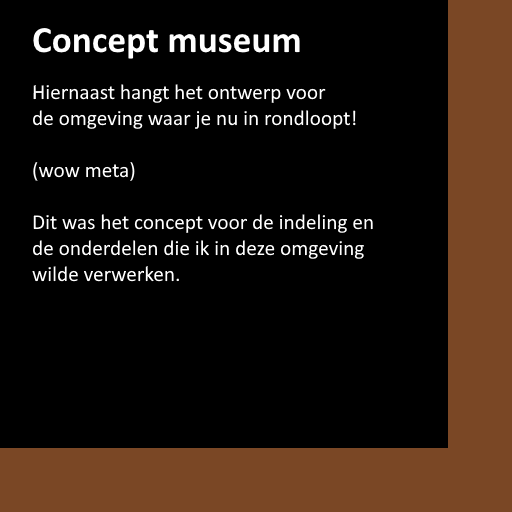 Concept museum
Hiernaast hangt het ontwerp voor
de omgeving waar je nu in rondloopt!
(wow meta)
Dit was het concept voor de indeling en
de onderdelen die ik in deze omgeving
wilde verwerken.